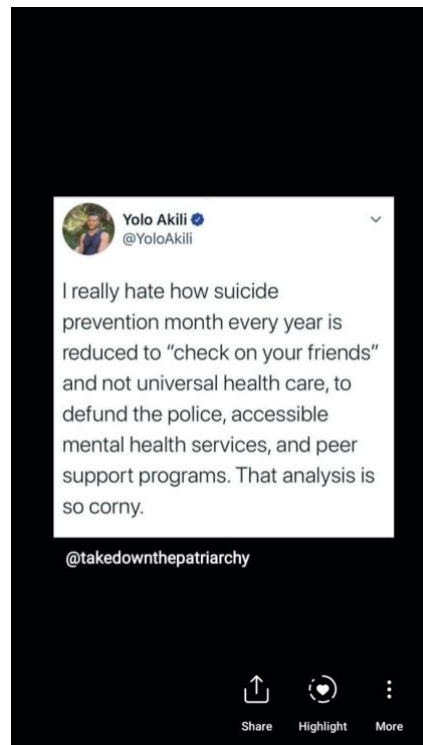 Yolo Akili
@YoloAkili
I really hate how suicide
prevention month every year is
reduced to “check on your friends”
and not universal health care, to
defund the police, accessible
mental health services, and peer
support programs. That analysis is
so corny.
@takedownthepatriarchy
Share Highlight More